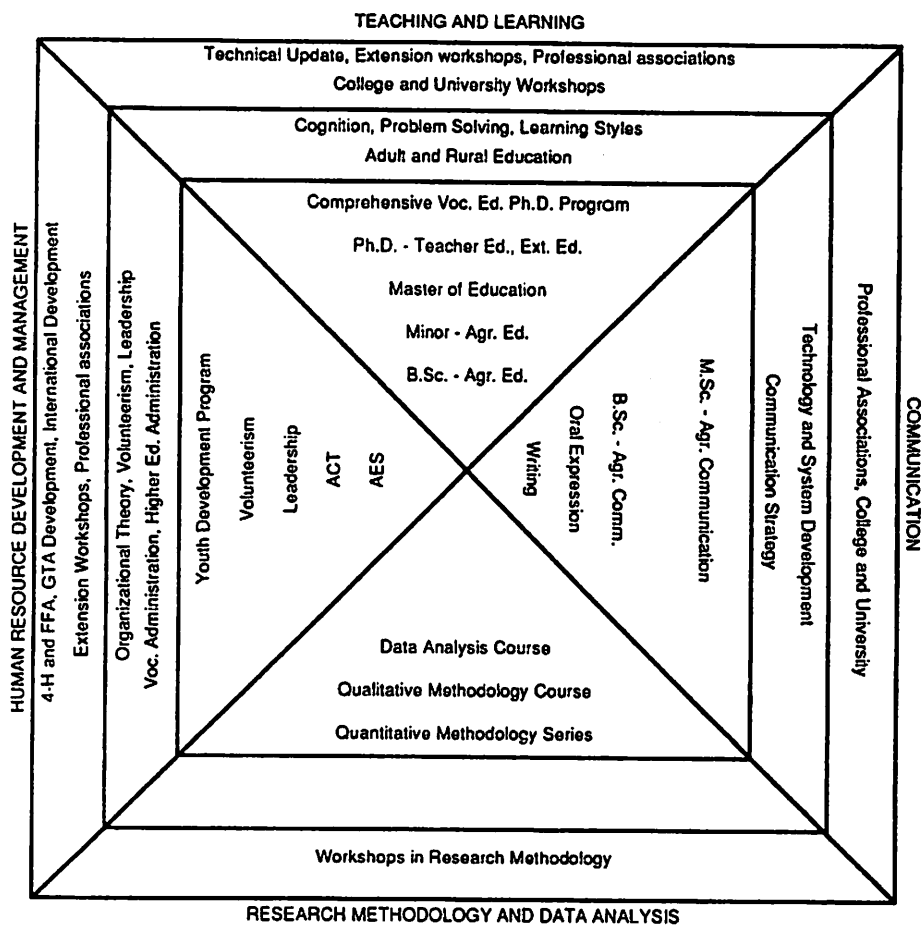 TEACHING AND LEARNING
Technical Update, Extension workshops, Professional associations
College and University Workshops
Cognition, Problem Solving, Learning Styles
Adult and Rural Education
Comprehensive Voc. Ed. Ph.D. Program
Ph.D. - Teacher Ed., Ext. Ed.
Master of Education
Minor - Agr. Ed.
B.Sc. - Agr. Ed.
HUMAN RESOURCE DEVELOPMENT AND MANAGEMENT
4-H and FFA, GTA Development, International Development
Extension Workshops, Professional associations
Organizational Theory, Volunteerism, Leadership
Voc. Administration, Higher Ed. Administration
Youth Development Program
Volunteerism
Leadership
ACT
AES
Writing
Oral Expression
B.Sc. - Agr. Comm.
M.Sc. - Agr. Communication
Communication Strategy
Technology and System Development
Professional Associations, College and University
COMMUNICATION
Data Analysis Course
Qualitative Methodology Course
Quantitative Methodology Series
Workshops in Research Methodology
RESEARCH METHODOLOGY AND DATA ANALYSIS